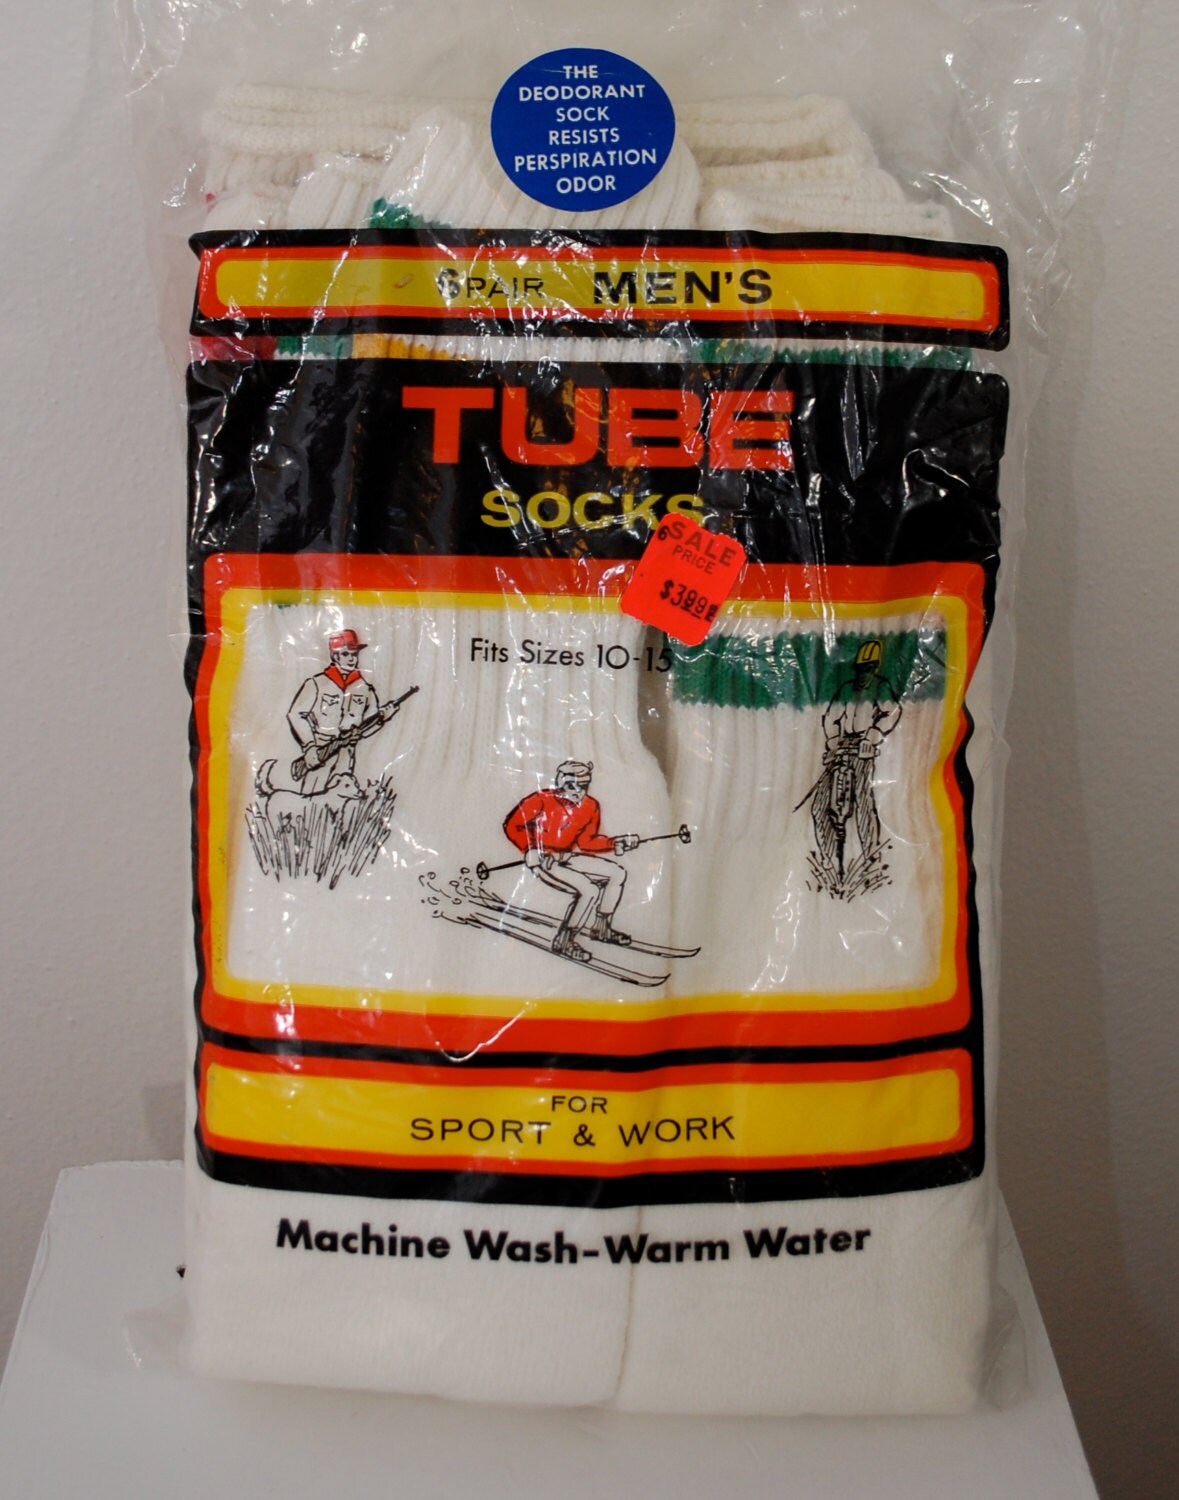 THE
DEODORANT
SOCK
RESISTS
PERSPIRATION
ODOR
6 PAIR MEN'S
TUBE
SOCKS
SALE
PRICE
Fits Sizes 10-15
FOR
SPORT & WORK
Machine Wash-Warm Water